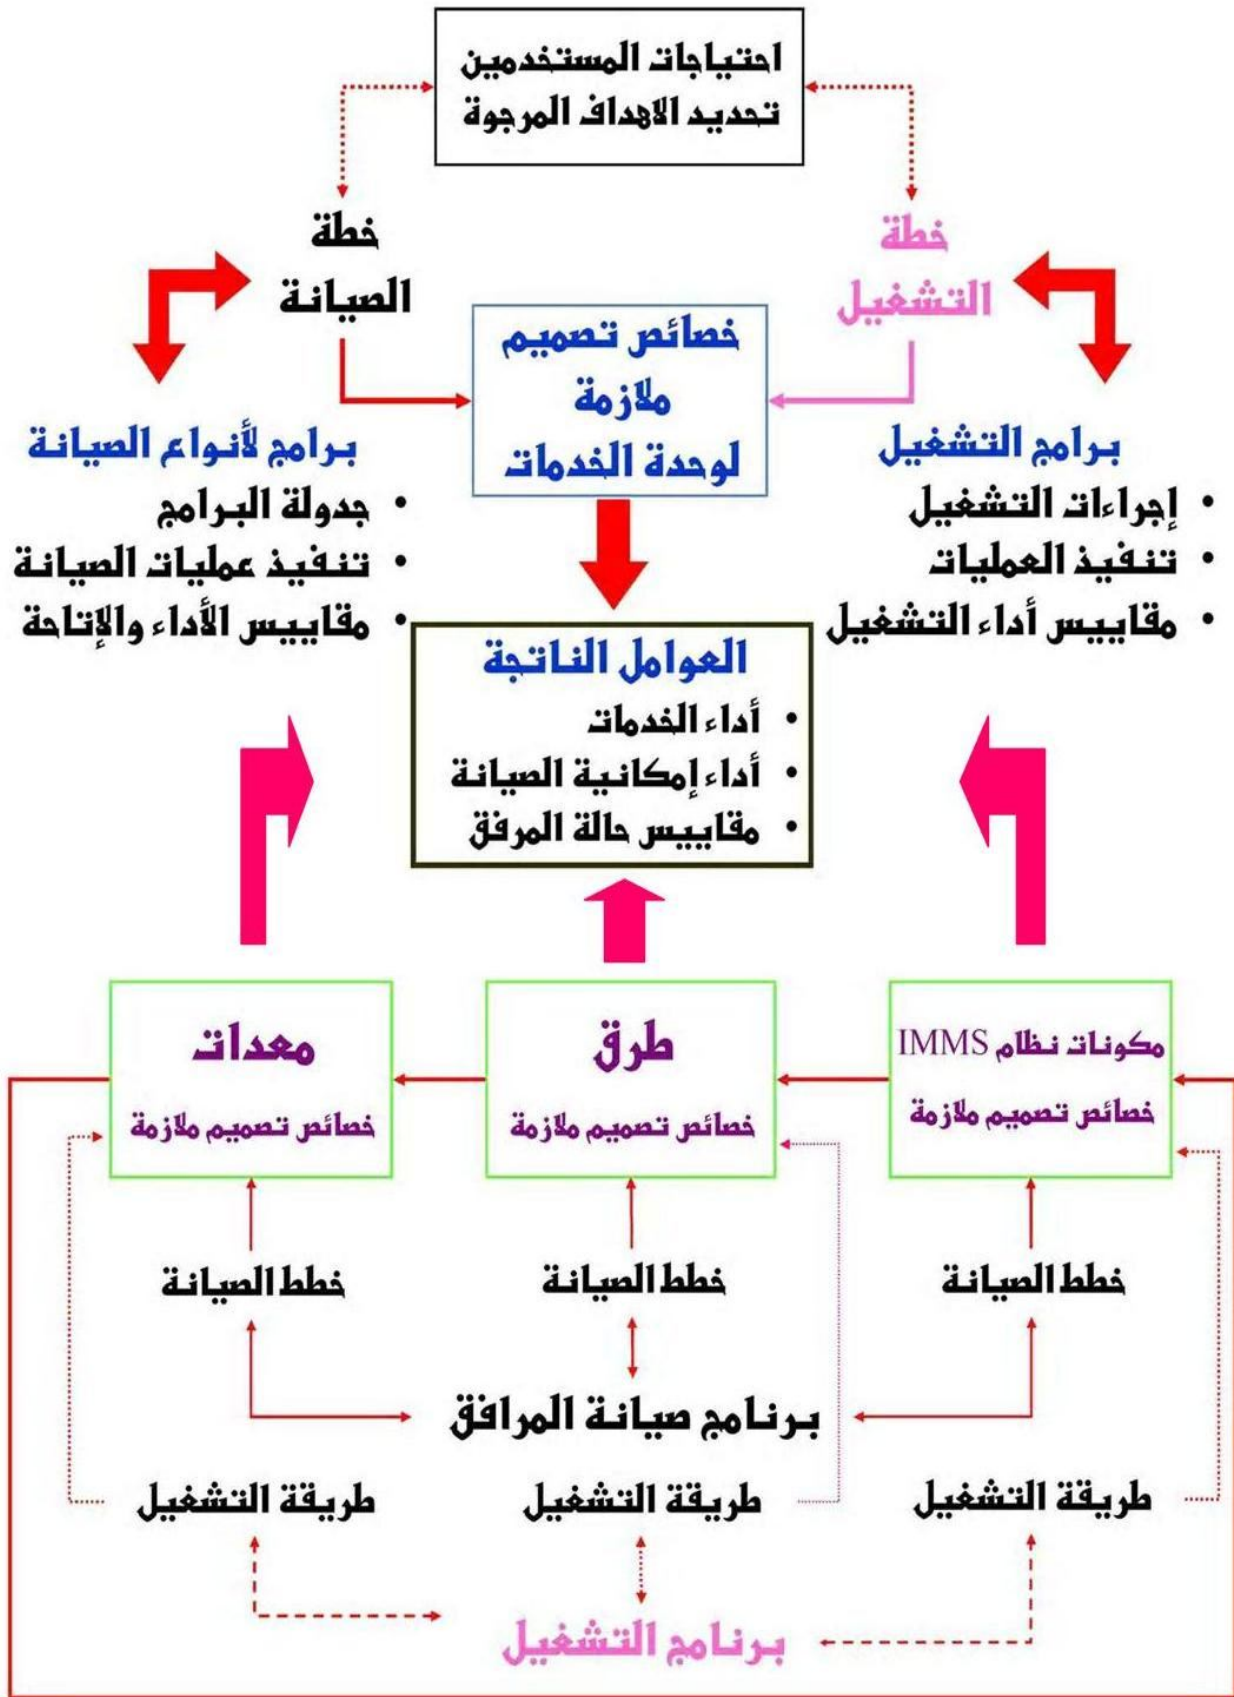 احتياجات المستخدمين
تحديد الاهداف المرجوة
خطة
التشغيل
خطة
الصيانة
خصائص تصميم
ملازمة
لوحدة الخدمات
برامج التشغيل
• إجراءات التشغيل
• تنفيذ العمليات
• مقاييس أداء التشغيل
برامج لأنواع الصيانة
• جدولة البرامج
• تنفيذ عمليات الصيانة
• مقاييس الأداء والإتاحة
العوامل الناتجة
• أداء الخدمات
• أداء إمكانية الصيانة
• مقاييس حالة المرفق
مكونات نظام IMMS
خصائص تصميم ملازمة
طرق
خصائص تصميم ملازمة
معدات
خصائص تصميم ملازمة
خطط الصيانة
خطط الصيانة
خطط الصيانة
برنامج صيانة المرافق
طريقة التشغيل
طريقة التشغيل
طريقة التشغيل
برنامج التشغيل